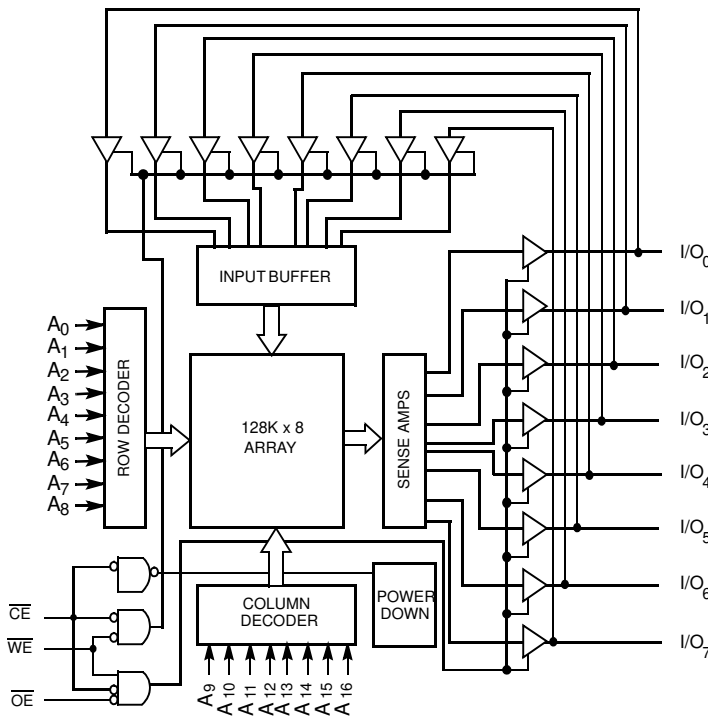 INPUT BUFFER
I/O0
I/O1
I/O2
I/O3
I/O4
I/O5
I/O6
I/O7
A0
A1
A2
A3
A4
A5
A6
A7
A8
ROW DECODER
128K x 8
ARRAY
SENSE AMPS
CE
WE
OE
COLUMN
DECODER
POWER
DOWN
A9
A10
A11
A12
A13
A14
A15
A16